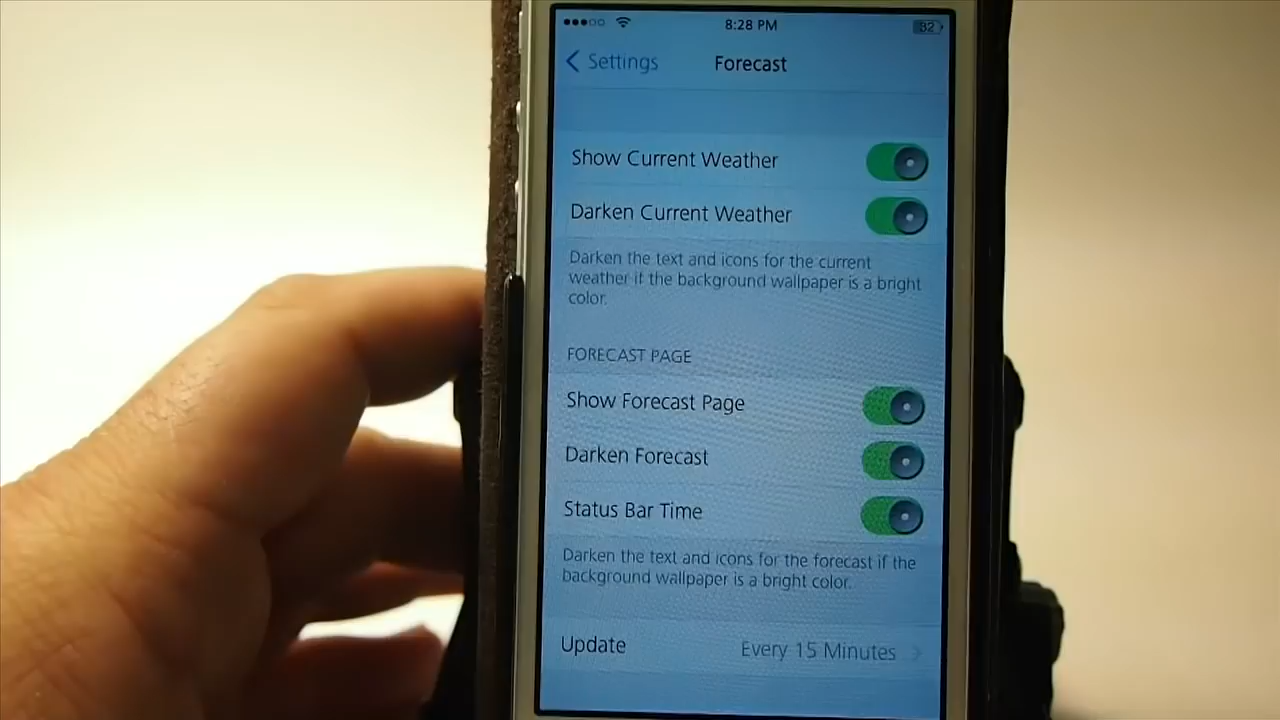 8:28 PM
82
Settings
Forecast
Show Current Weather
Darken Current Weather
Darken the text and icons for the current
weather if the background wallpaper is a bright
color.
FORECAST PAGE
Show Forecast Page
Darken Forecast
Status Bar Time
Darken the text and icons for the forecast if the
background wallpaper is a bright color.
Update
Every 15 Minutes